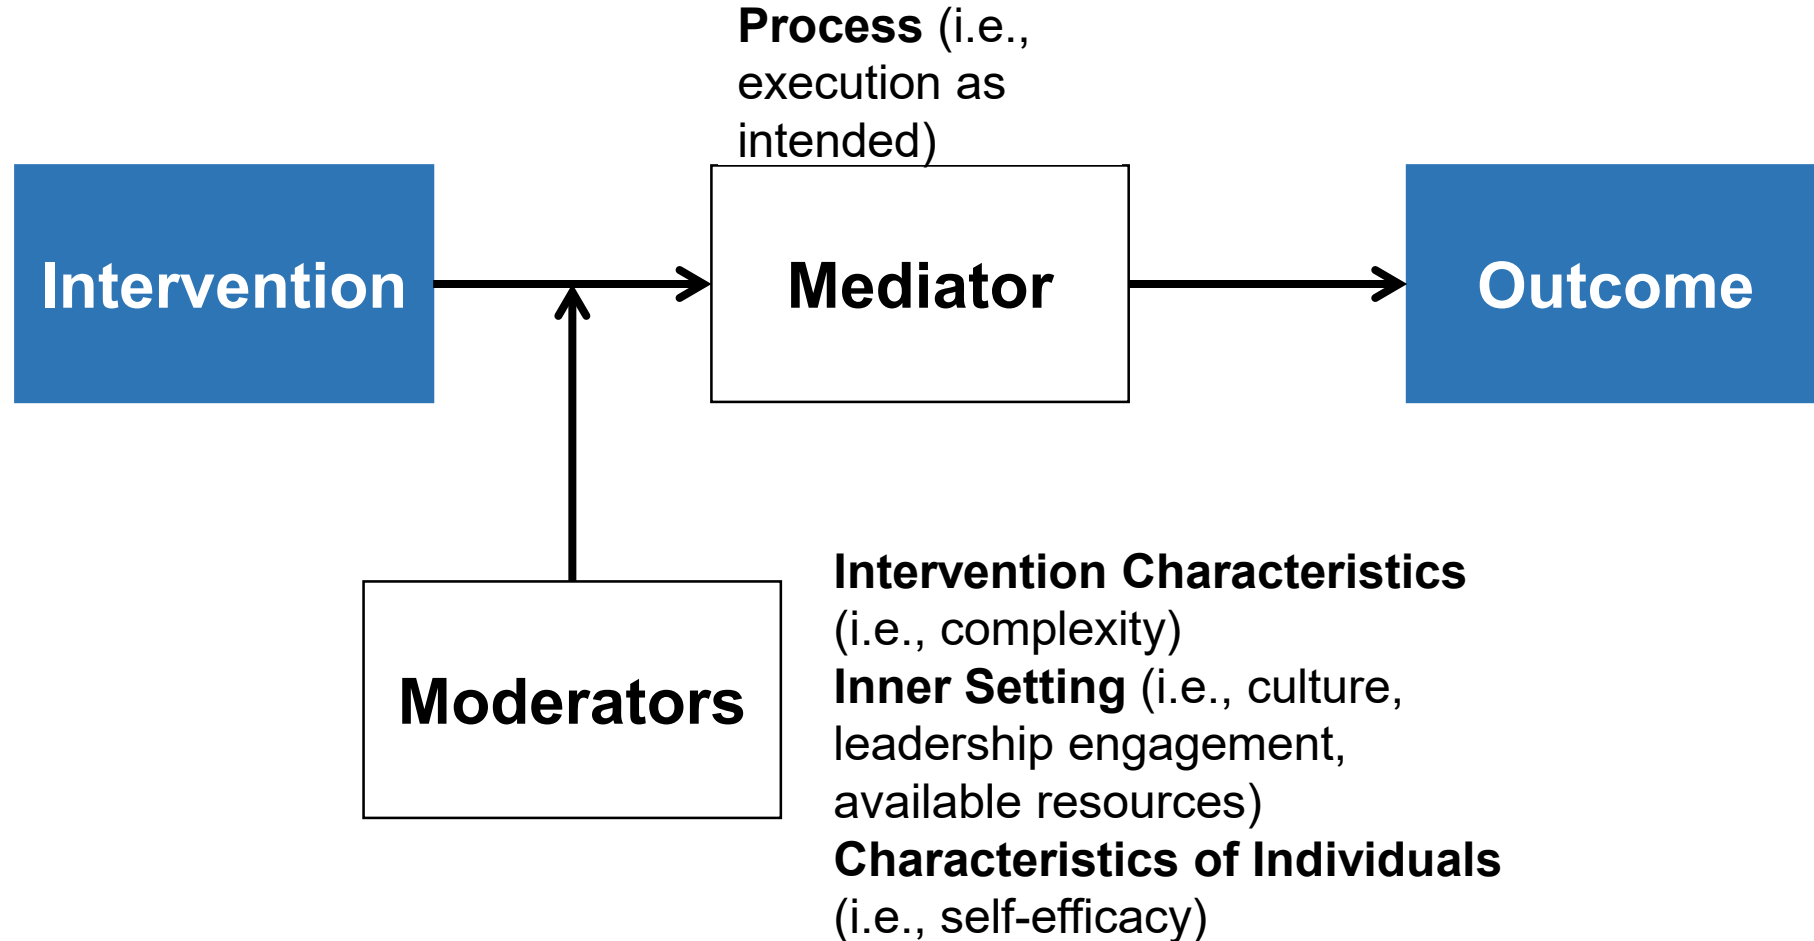 Process (i.e.,
execution as
intended)
Intervention
Mediator
Outcome
Moderators
Intervention Characteristics
(i.e., complexity)
Inner Setting (i.e., culture,
leadership engagement,
available resources)
Characteristics of Individuals
(i.e., self-efficacy)